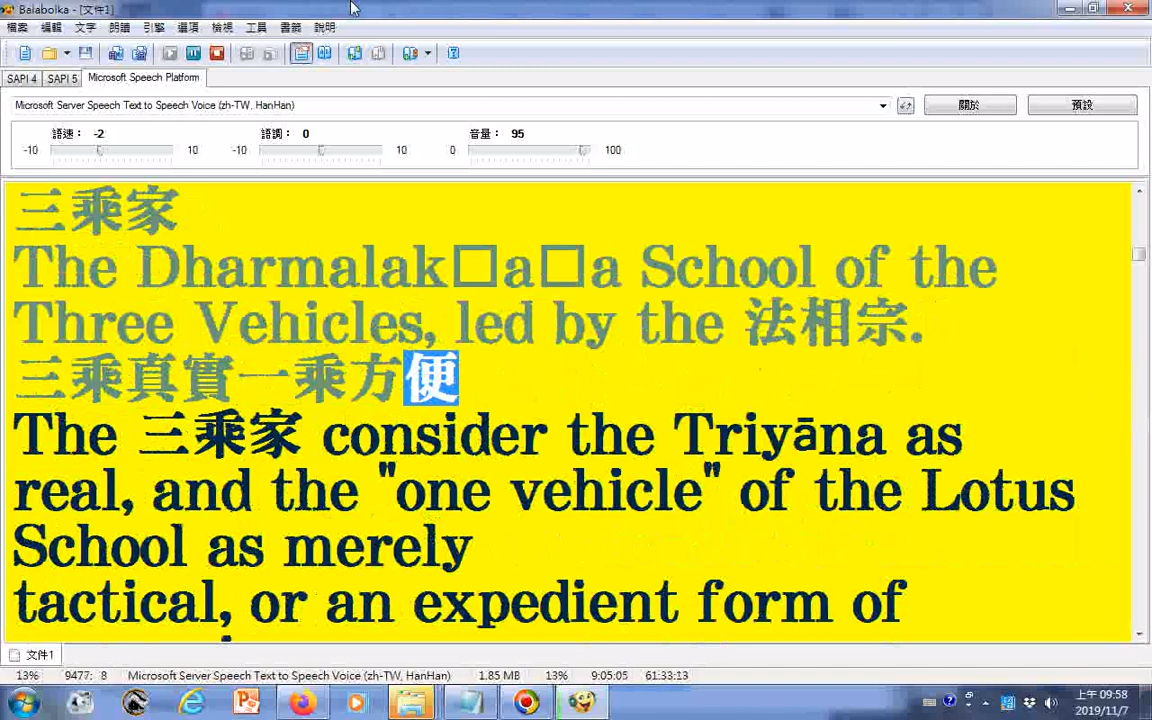 Balabolka - [文件1]
檔案 編輯 文字 朗讀 引擎 選項 檢視 工具 書籤 說明
SAPI 4 SAPI 5 Microsoft Speech Platform
Microsoft Server Speech Text to Speech Voice (zh-TW, HanHan) 關於 預設
語速: -2 語調: 0 音量: 95
-10 10 -10 10 0 100
三乘家
The Dharmalak□a□a School of the
Three Vehicles, led by the 法相宗.
三乘真實一乘方便
The 三乘家 consider the Triyāna as
real, and the "one vehicle" of the Lotus
School as merely
tactical, or an expedient form of
文件1
13% 9477: 8 Microsoft Server Speech Text to Speech Voice (zh-TW, HanHan) 1.85 MB 13% 9:05:05 61:33:13
上午 09:58
2019/11/7